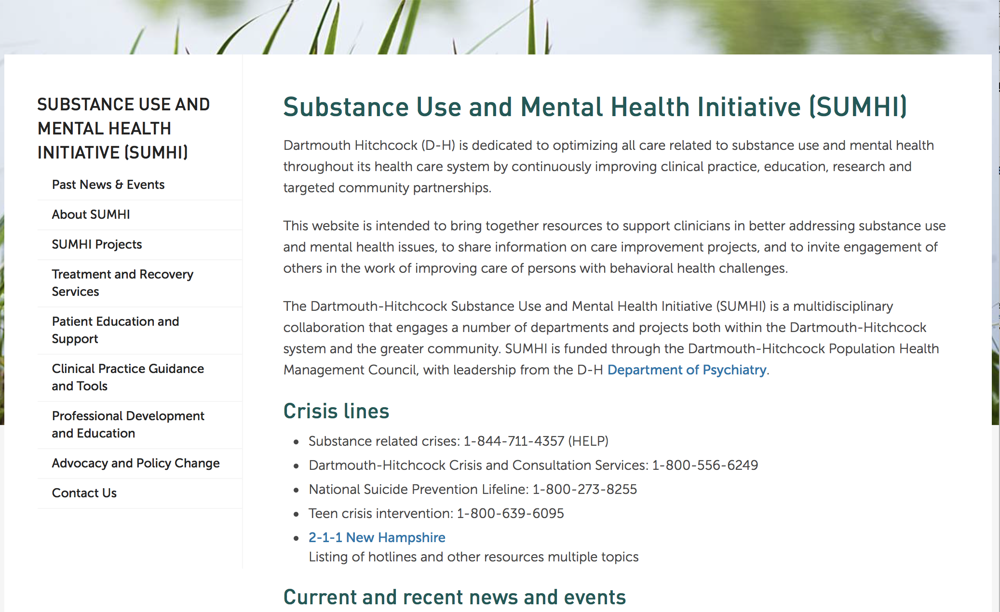 SUBSTANCE USE AND
MENTAL HEALTH
INITIATIVE (SUMHI)
Past News & Events
About SUMHI
SUMHI Projects
Treatment and Recovery
Services
Patient Education and
Support
Clinical Practice Guidance
and Tools
Professional Development
and Education
Advocacy and Policy Change
Contact Us
Substance Use and Mental Health Initiative (SUMHI)
Dartmouth Hitchcock (D-H) is dedicated to optimizing all care related to substance use and mental health
throughout its health care system by continuously improving clinical practice, education, research and
targeted community partnerships.
This website is intended to bring together resources to support clinicians in better addressing substance use
and mental health issues, to share information on care improvement projects, and to invite engagement of
others in the work of improving care of persons with behavioral health challenges.
The Dartmouth-Hitchcock Substance Use and Mental Health Initiative (SUMHI) is a multidisciplinary
collaboration that engages a number of departments and projects both within the Dartmouth-Hitchcock
system and the greater community. SUMHI is funded through the Dartmouth-Hitchcock Population Health
Management Council, with leadership from the D-H Department of Psychiatry.
Crisis lines
• Substance related crises: 1-844-711-4357 (HELP)
• Dartmouth-Hitchcock Crisis and Consultation Services: 1-800-556-6249
• National Suicide Prevention Lifeline: 1-800-273-8255
• Teen crisis intervention: 1-800-639-6095
• 2-1-1 New Hampshire
Listing of hotlines and other resources multiple topics
Current and recent news and events